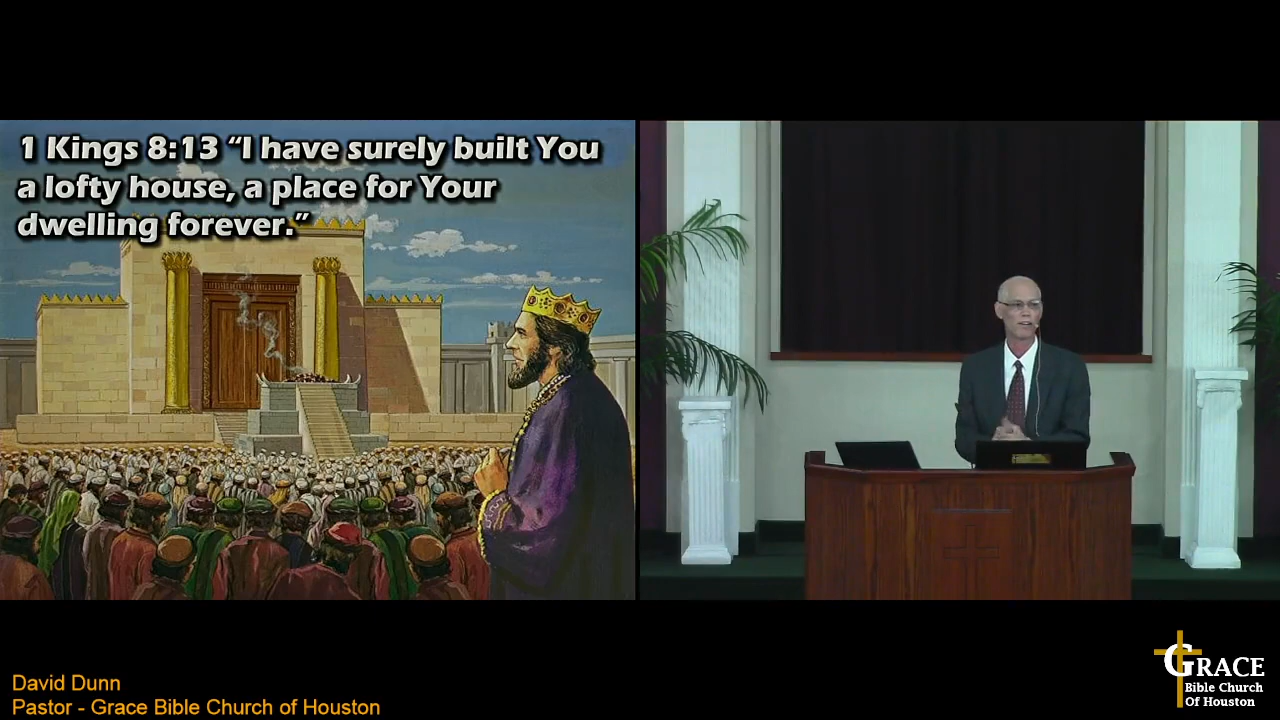 1 Kings 8:13 “I have surely built You
a lofty house, a place for Your
dwelling forever.”
David Dunn
Pastor - Grace Bible Church of Houston
GRACE
Bible Church
Of Houston